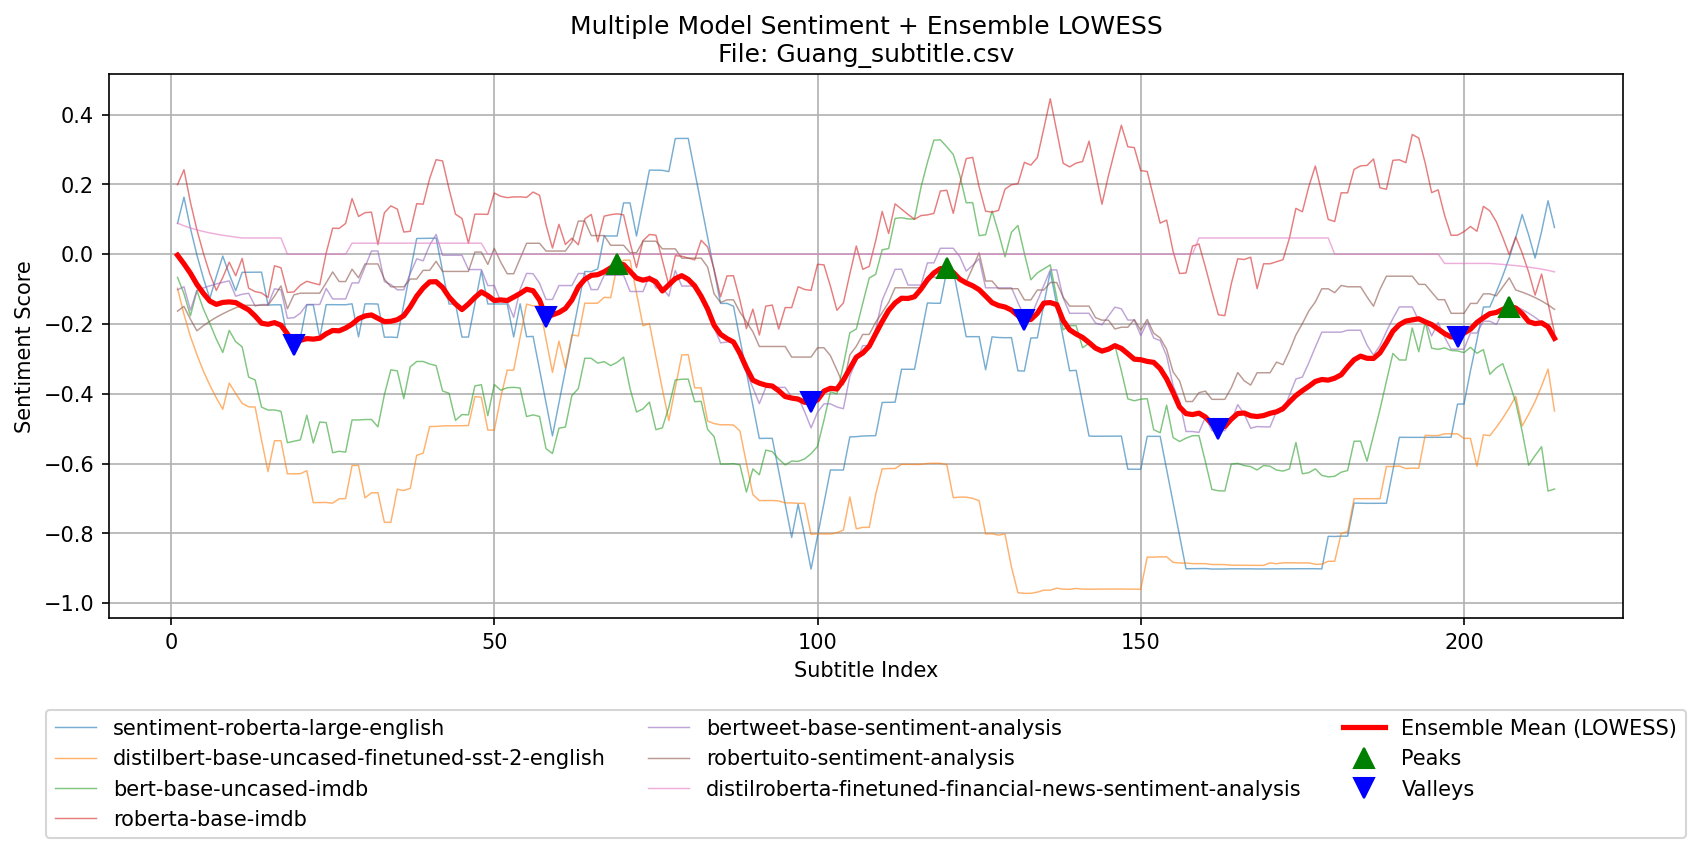 Multiple Model Sentiment + Ensemble LOWESS
File: Guang_subtitle.csv
Sentiment Score
0.4
0.2
0.0
−0.2
−0.4
−0.6
−0.8
−1.0
0
50
100
150
200
Subtitle Index
sentiment-roberta-large-english
distilbert-base-uncased-finetuned-sst-2-english
bert-base-uncased-imdb
roberta-base-imdb
bertweet-base-sentiment-analysis
robertuito-sentiment-analysis
distilroberta-finetuned-financial-news-sentiment-analysis
Ensemble Mean (LOWESS)
Peaks
Valleys